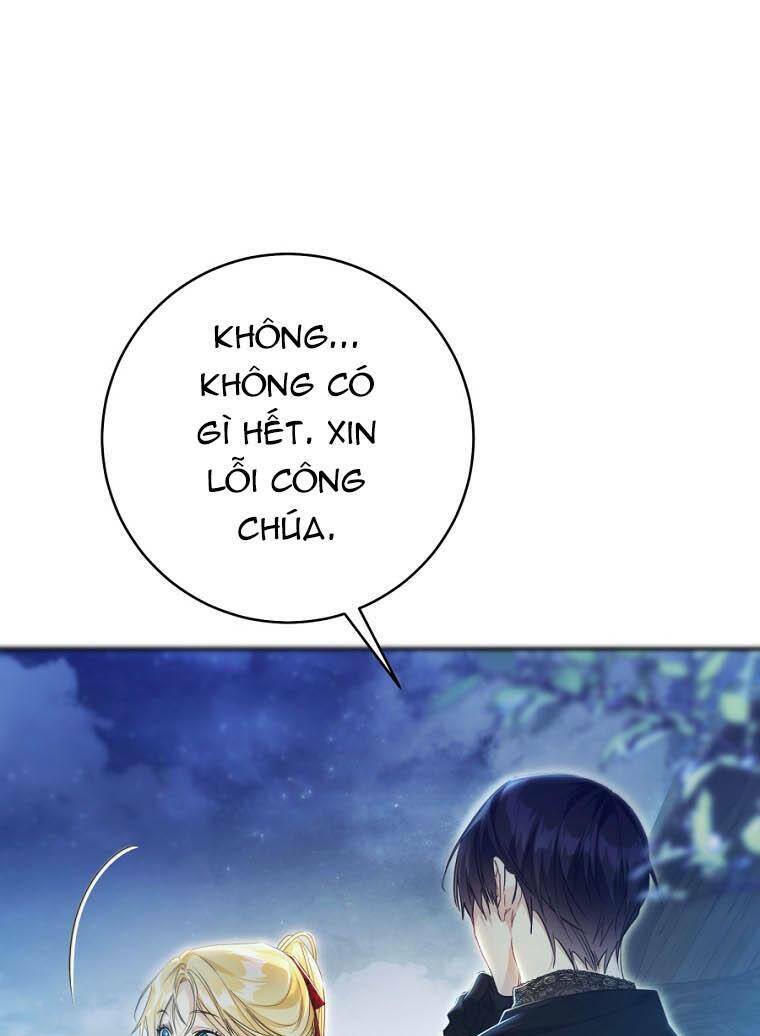 KHÔNG...
KHÔNG CÓ
GÌ HẾT. XIN
LỖI CÔNG
CHÚA.